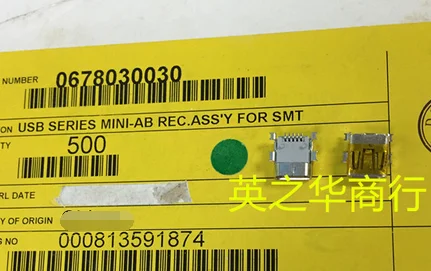 NUMBER 0678030030
ON USB SERIES MINI-AB REC.ASS'Y FOR SMT
TY 500
RL DATE
Y OF ORIGIN
G NO 000813591874
英之华商行